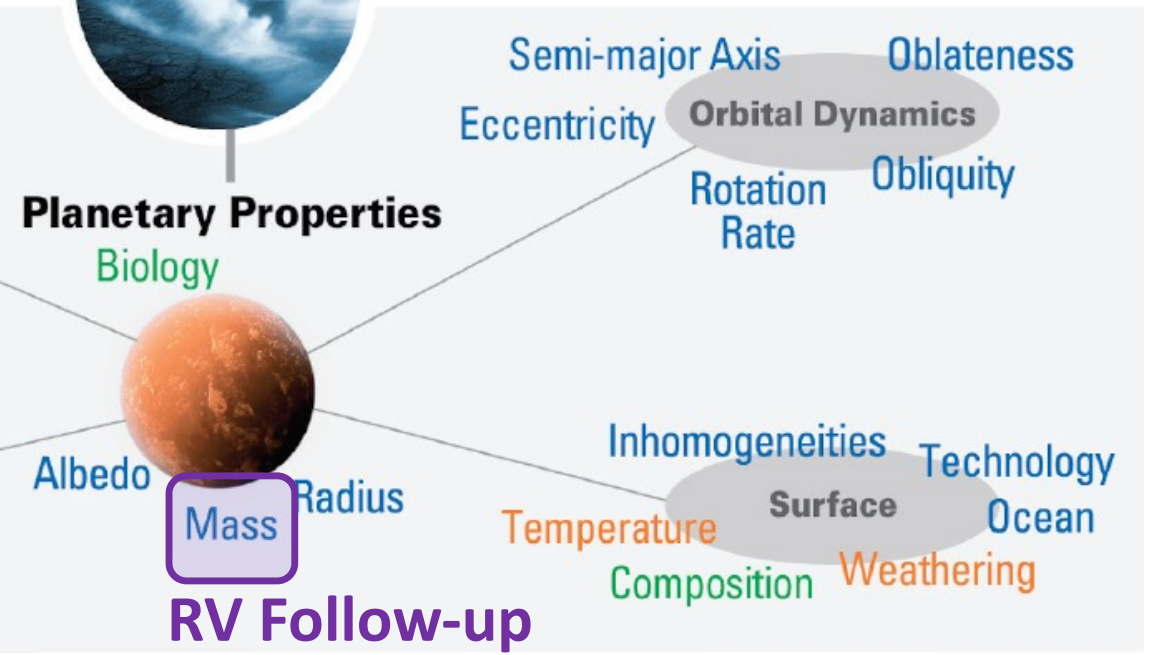 Semi-major Axis
Oblateness
Orbital Dynamics
Eccentricity
Obliquity
Rotation
Rate
Planetary Properties
Biology
Albedo
Mass
Radius
RV Follow-up
Inhomogeneities
Technology
Surface
Ocean
Temperature
Weathering
Composition